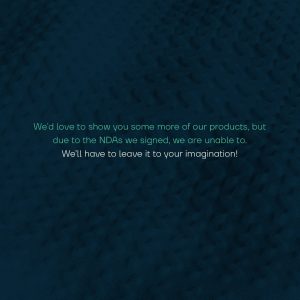 We'd love to show you some more of our products, but
due to the NDAs we signed, we are unable to.
We'll have to leave it to your imagination!